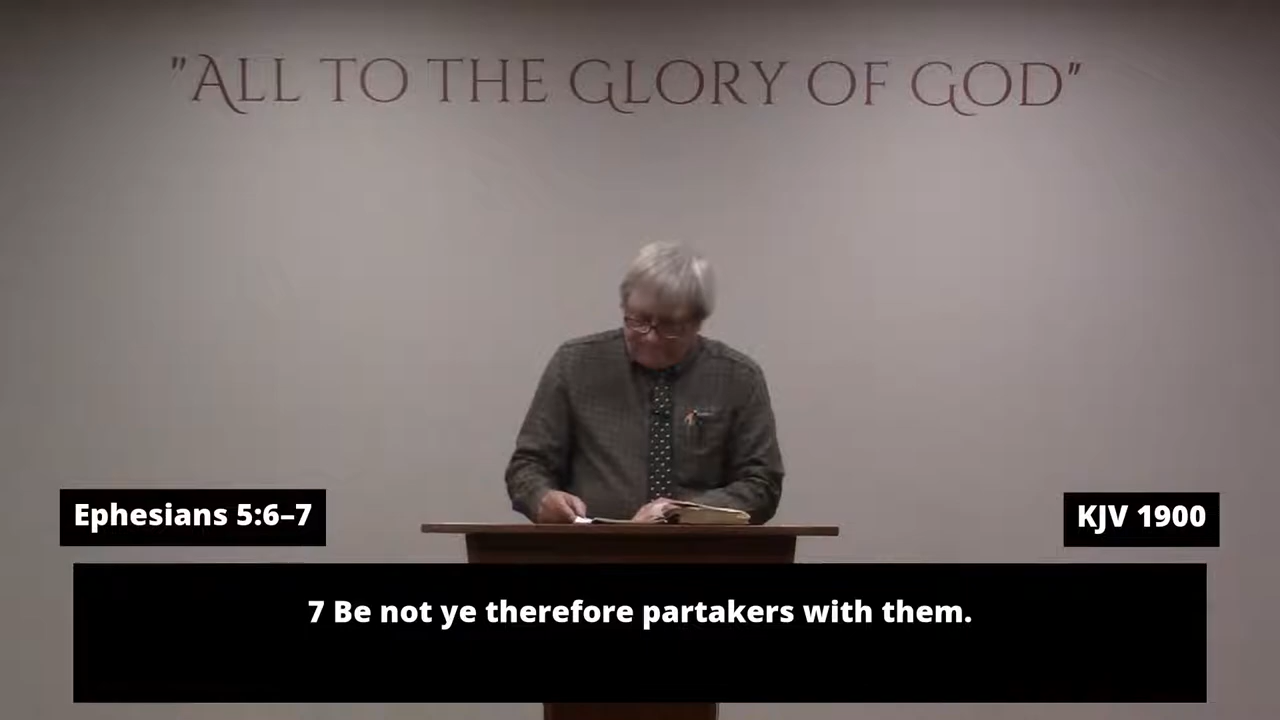 "ALL TO THE GLORY OF GOD"
Ephesians 5:6–7
KJV 1900
7 Be not ye therefore partakers with them.